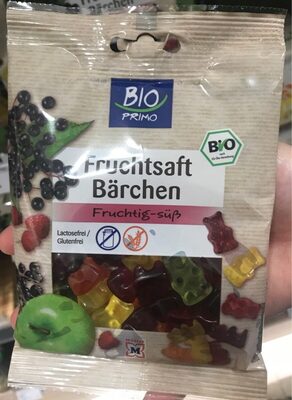 BIO
PRIMO
Bio
Fruchtsaft
Bärchen
Fruchtig-süß
Lactosefrei/
Glutenfrei
M